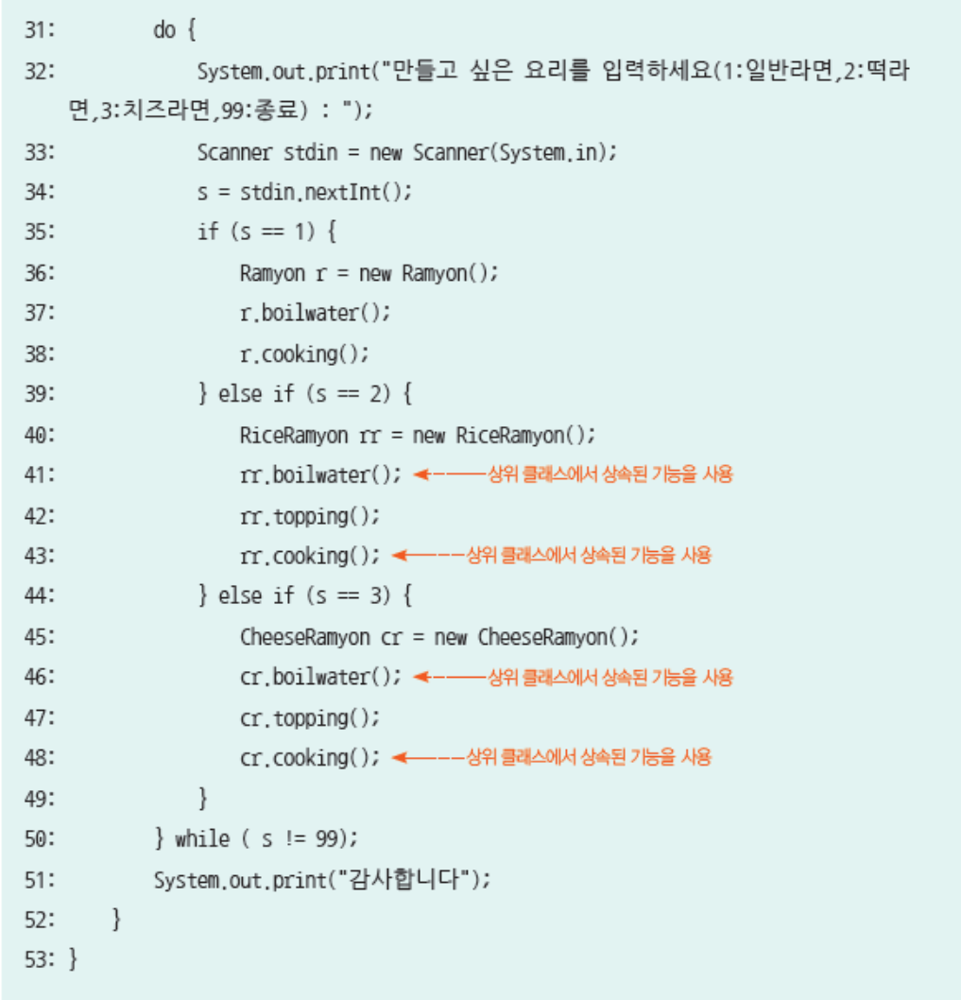 31: do {
32: System.out.print("만들고 싶은 요리를 입력하세요(1:일반라면,2:떡라
면,3:치즈라면,99:종료) : ");
33: Scanner stdin = new Scanner(System.in);
34: s = stdin.nextInt();
35: if (s == 1) {
36: Ramyon r = new Ramyon();
37: r.boilwater();
38: r.cooking();
39: } else if (s == 2) {
40: RiceRamyon rr = new RiceRamyon();
41: rr.boilwater(); 상위 클래스에서 상속된 기능을 사용
42: rr.topping();
43: rr.cooking(); 상위 클래스에서 상속된 기능을 사용
44: } else if (s == 3) {
45: CheeseRamyon cr = new CheeseRamyon();
46: cr.boilwater(); 상위 클래스에서 상속된 기능을 사용
47: cr.topping();
48: cr.cooking(); 상위 클래스에서 상속된 기능을 사용
49: }
50: } while ( s != 99);
51: System.out.print("감사합니다");
52: }
53: }